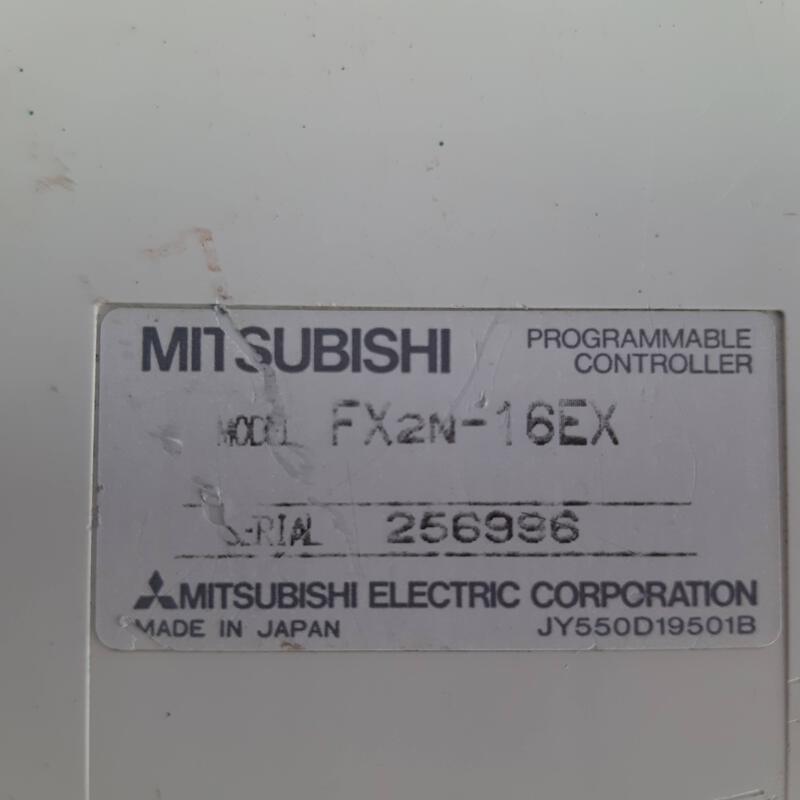 MITSUBISHI
PROGRAMMABLE
CONTROLLER
MODEL FX2N-16EX
SERIAL 256996
MITSUBISHI ELECTRIC CORPORATION
MADE IN JAPAN JY550D19501B